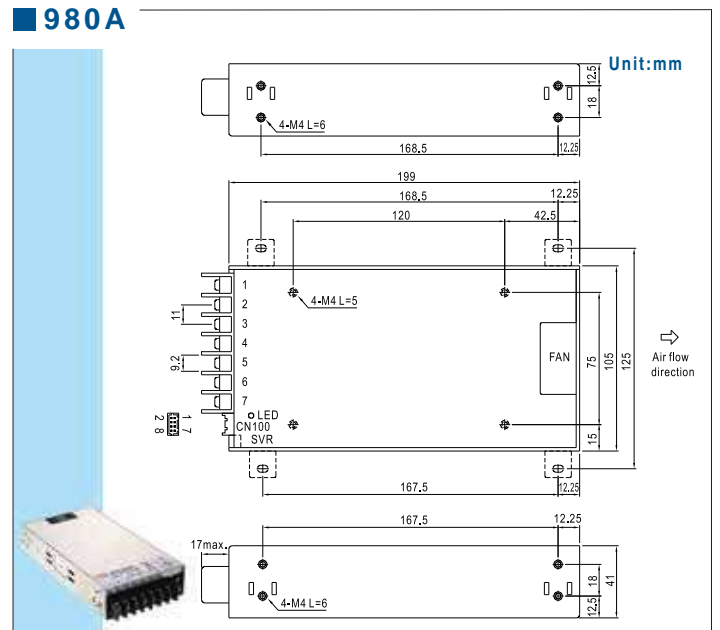 980A
Unit:mm
12.5
18
4-M4 L=6
168.5
12.25
199
168.5
12.25
120
42.5
1
2
3
4
5
6
7
4-M4 L=5
11
9.2
FAN
75
105
125
15
Air flow
direction
LED
CN100
SVR
2 1
8 7
167.5
12.25
167.5
12.25
17max.
4-M4 L=6
18
12.5
41